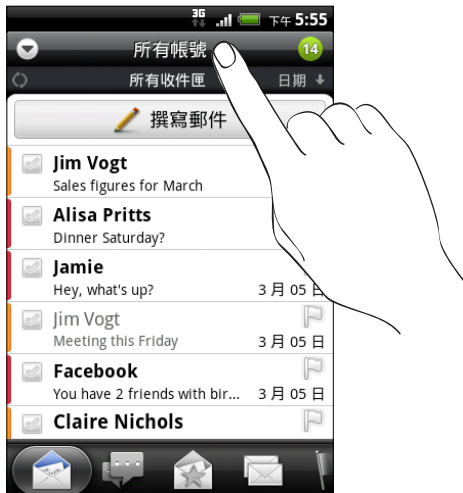 3G 下午 5:55
所有帳號 14
所有收件匣 日期
撰寫郵件
Jim Vogt
Sales figures for March
Alisa Pritts
Dinner Saturday?
Jamie
Hey, what's up? 3 月 05 日
Jim Vogt
Meeting this Friday 3 月 05 日
Facebook
You have 2 friends with bir... 3 月 05 日
Claire Nichols